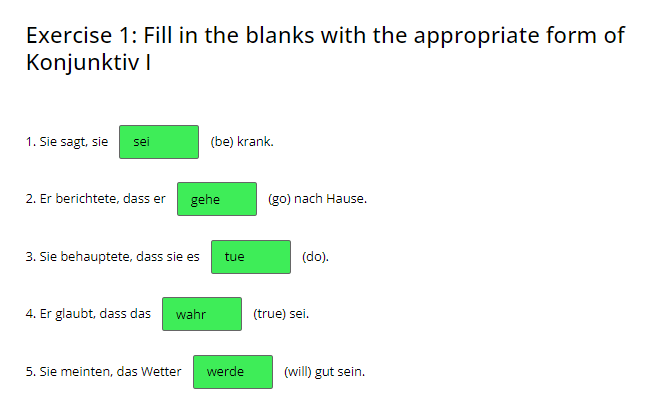 Exercise 1: Fill in the blanks with the appropriate form of
Konjunktiv I
1. Sie sagt, sie sei (be) krank.
2. Er berichtete, dass er gehe (go) nach Hause.
3. Sie behauptete, dass sie es tue (do).
4. Er glaubt, dass das wahr (true) sei.
5. Sie meinten, das Wetter werde (will) gut sein.